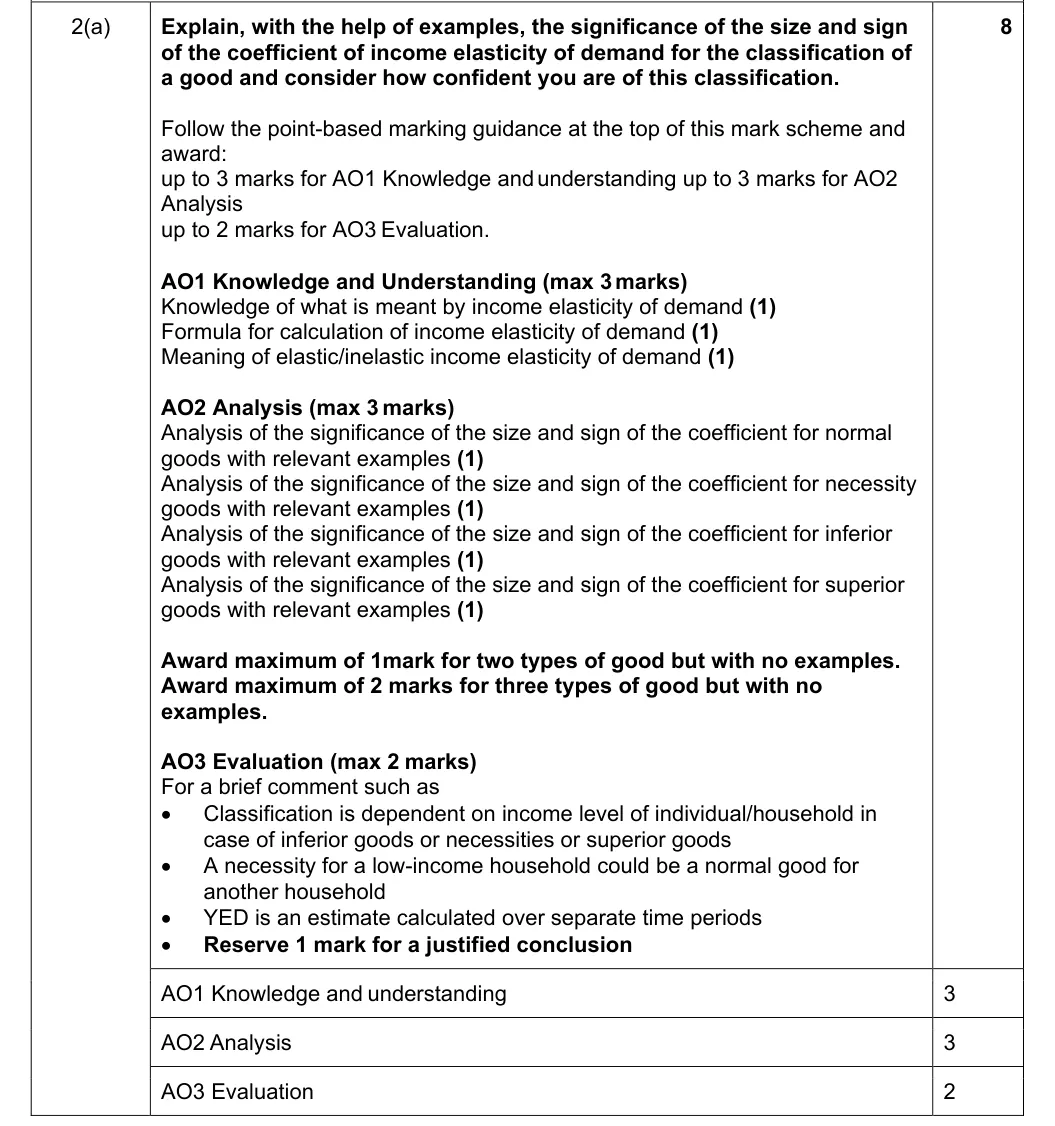 2(a)
Explain, with the help of examples, the significance of the size and sign
of the coefficient of income elasticity of demand for the classification of
a good and consider how confident you are of this classification.
8
Follow the point-based marking guidance at the top of this mark scheme and
award:
up to 3 marks for AO1 Knowledge and understanding up to 3 marks for AO2
Analysis
up to 2 marks for AO3 Evaluation.
AO1 Knowledge and Understanding (max 3 marks)
Knowledge of what is meant by income elasticity of demand (1)
Formula for calculation of income elasticity of demand (1)
Meaning of elastic/inelastic income elasticity of demand (1)
AO2 Analysis (max 3 marks)
Analysis of the significance of the size and sign of the coefficient for normal
goods with relevant examples (1)
Analysis of the significance of the size and sign of the coefficient for necessity
goods with relevant examples (1)
Analysis of the significance of the size and sign of the coefficient for inferior
goods with relevant examples (1)
Analysis of the significance of the size and sign of the coefficient for superior
goods with relevant examples (1)
Award maximum of 1mark for two types of good but with no examples.
Award maximum of 2 marks for three types of good but with no
examples.
AO3 Evaluation (max 2 marks)
For a brief comment such as
• Classification is dependent on income level of individual/household in
case of inferior goods or necessities or superior goods
• A necessity for a low-income household could be a normal good for
another household
• YED is an estimate calculated over separate time periods
• Reserve 1 mark for a justified conclusion
AO1 Knowledge and understanding 3
AO2 Analysis 3
AO3 Evaluation 2